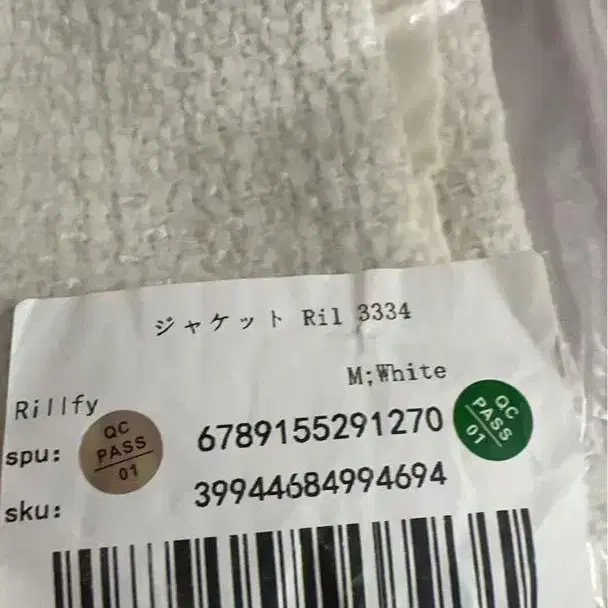 ジャケット Ril 3334
M;White
Rillfy
spu: 6789155291270
sku: 39944684994694
QC
PASS
01
QC
PASS
01